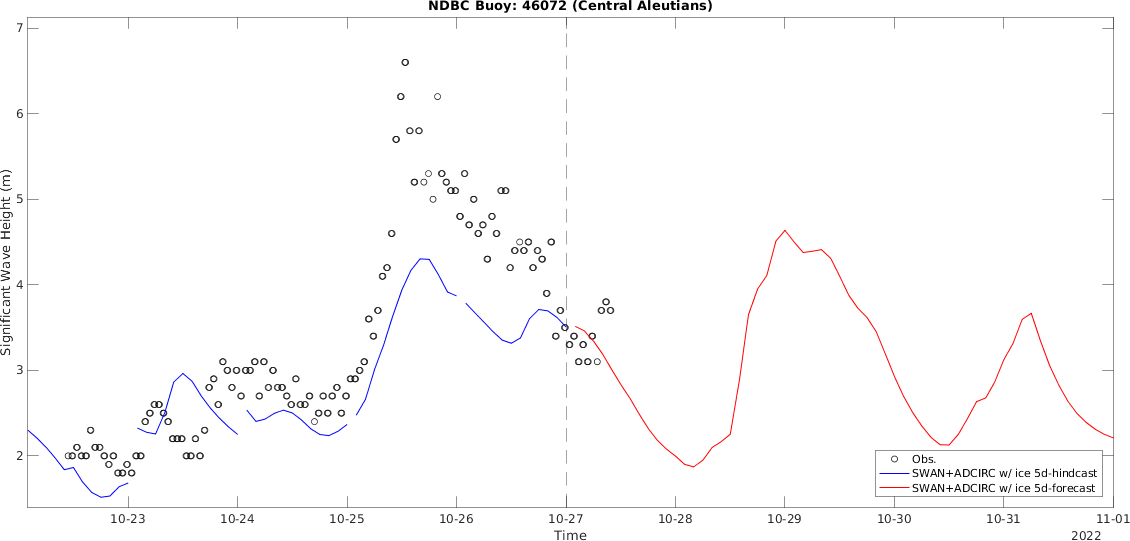 NDBC Buoy: 46072 (Central Aleutians)
7
6
5
4
3
2
Significant Wave Height (m)
Obs.
SWAN+ADCIRC w/ ice 5d-hindcast
SWAN+ADCIRC w/ ice 5d-forecast
10-23 10-24 10-25 10-26 10-27 10-28 10-29 10-30 10-31 11-01
Time
2022